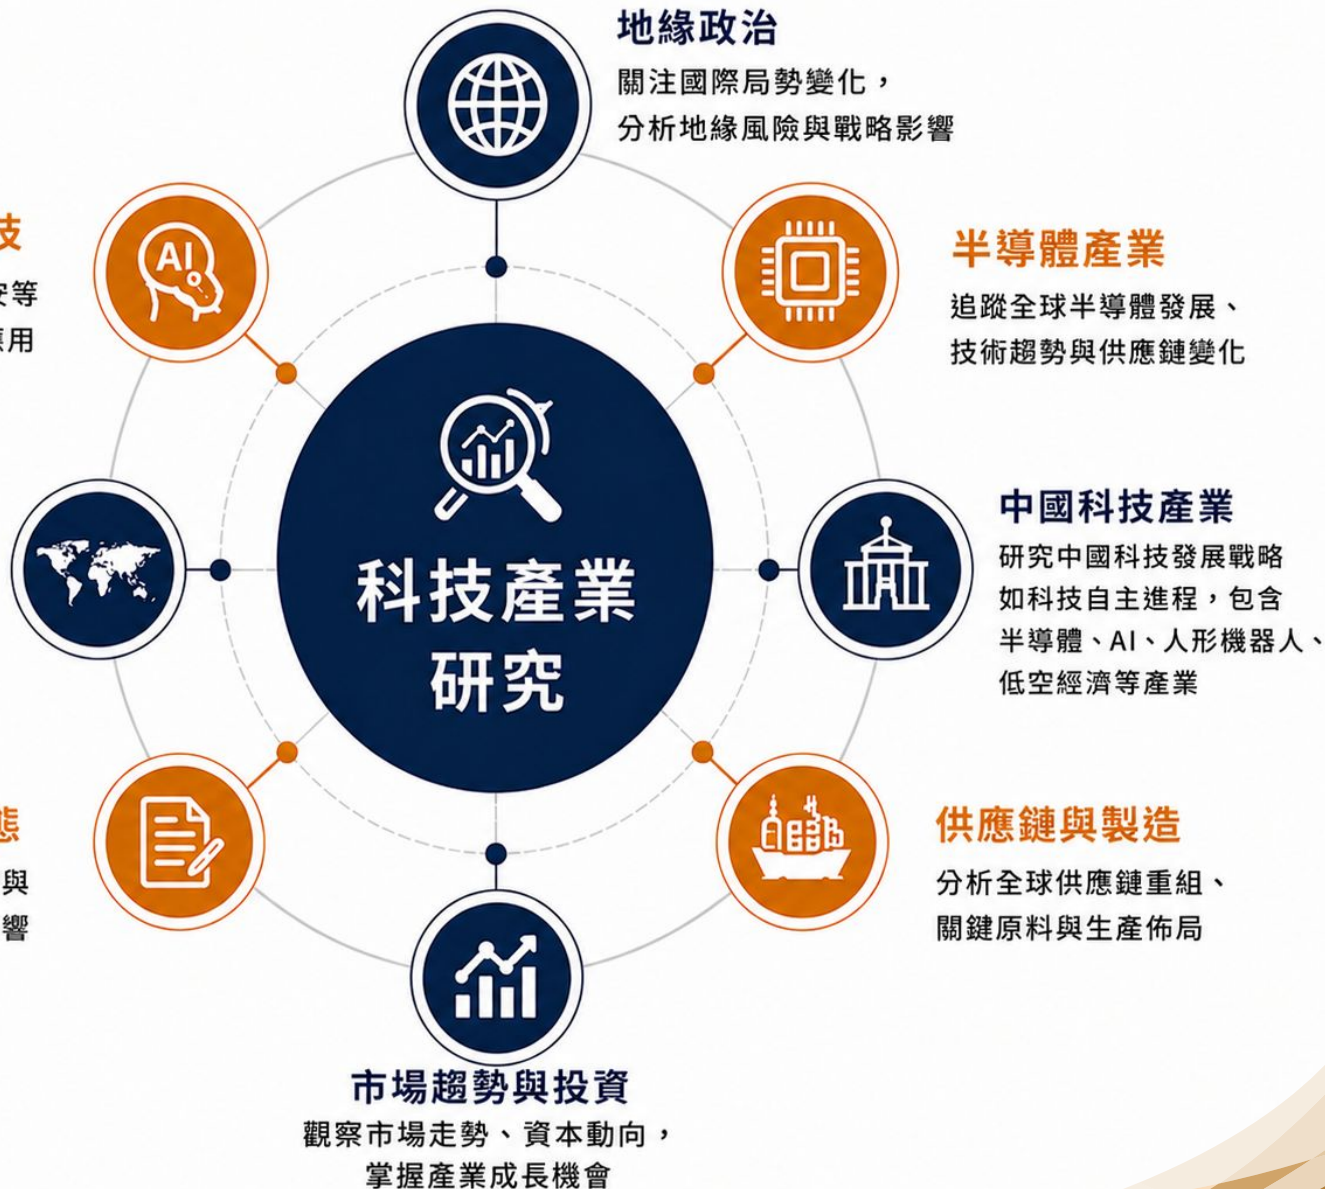 地緣政治
關注國際局勢變化，
分析地緣風險與戰略影響
技
安等
應用
AI
半導體產業
追蹤全球半導體發展、
技術趨勢與供應鏈變化
科技產業
研究
中國科技產業
研究中國科技發展戰略
如科技自主進程，包含
半導體、AI、人形機器人、
低空經濟等產業
態
與
響
供應鏈與製造
分析全球供應鏈重組、
關鍵原料與生產佈局
市場趨勢與投資
觀察市場走勢、資本動向，
掌握產業成長機會